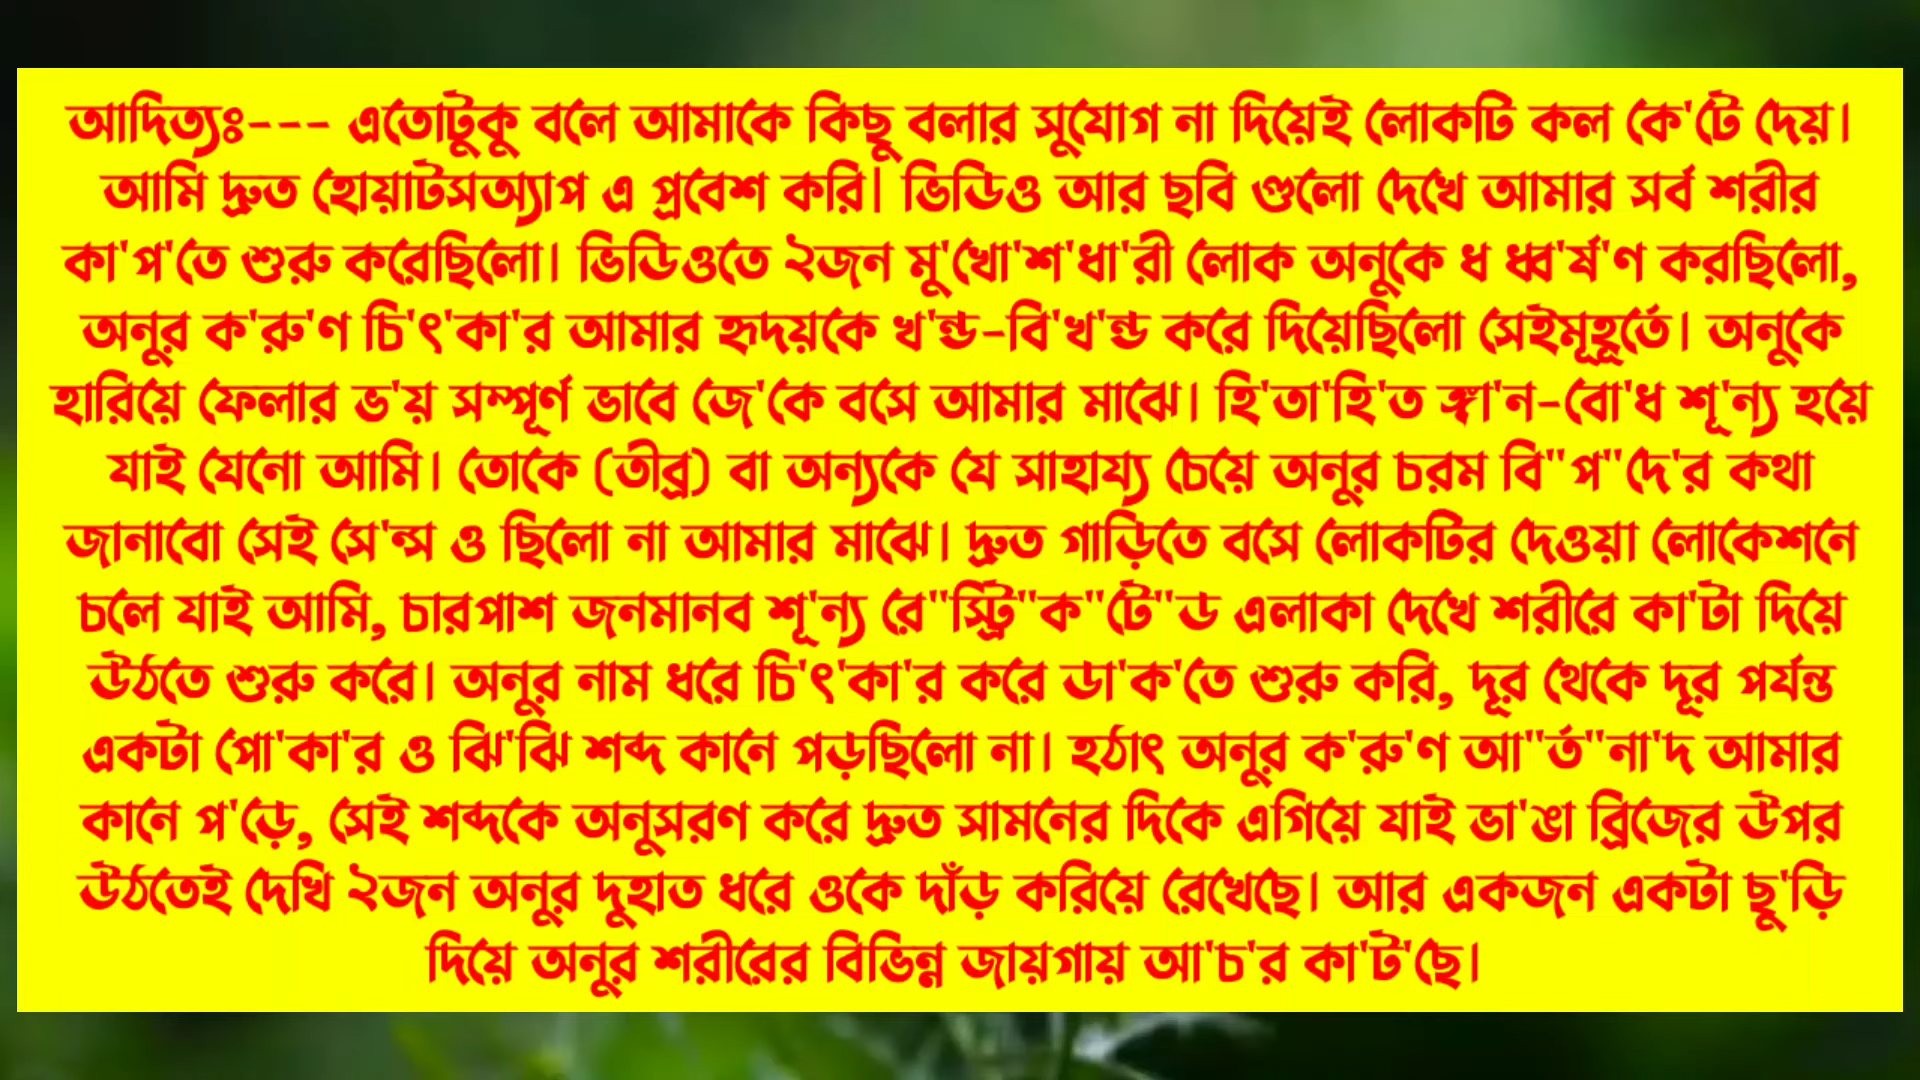 আদিত্যঃ--- এতোটুকু বলে আমাকে কিছু বলার সুযোগ না দিয়েই লোকটি কল কে'টে দেয়।
আমি দ্রুত হোয়াটসঅ্যাপ এ প্রবেশ করি। ভিডিও আর ছবি গুলো দেখে আমার সর্ব শরীর
কা'প'তে শুরু করেছিলো। ভিডিওতে ২জন মু'খো'শ'ধা'রী লোক অনুকে ধ ধ্ব'র্ষ'ণ করছিলো,
অনুর ক'রু'ণ চি'ৎ'কা'র আমার হৃদয়কে খ'ন্ড-বি'খ'ন্ড করে দিয়েছিলো সেইমূহূর্তে। অনুকে
হারিয়ে ফেলার ভ'য় সম্পূর্ণ ভাবে জে'কে বসে আমার মাঝে। হি'তা'হি'ত জ্ঞা'ন-বো'ধ শূ'ন্য হয়ে
যাই যেনো আমি। তোকে (তীব্র) বা অন্যকে যে সাহায্য চেয়ে অনুর চরম বি"প"দে'র কথা
জানাবো সেই সে'ন্স ও ছিলো না আমার মাঝে। দ্রুত গাড়িতে বসে লোকটির দেওয়া লোকেশনে
চলে যাই আমি, চারপাশ জনমানব শূ'ন্য রে"স্ট্রি"ক"টে"ড এলাকা দেখে শরীরে কা'টা দিয়ে
উঠতে শুরু করে। অনুর নাম ধরে চি'ৎ'কা'র করে ডা'ক'তে শুরু করি, দূর থেকে দূর পর্যন্ত
একটা পো'কা'র ও ঝি'ঝি শব্দ কানে পড়ছিলো না। হঠাৎ অনুর ক'রু'ণ আ"র্ত"না'দ আমার
কানে প'ড়ে, সেই শব্দকে অনুসরণ করে দ্রুত সামনের দিকে এগিয়ে যাই ভা'ঙা ব্রিজের উপর
উঠতেই দেখি ২জন অনুর দুহাত ধরে ওকে দাঁড় করিয়ে রেখেছে। আর একজন একটা ছু'ড়ি
দিয়ে অনুর শরীরের বিভিন্ন জায়গায় আ'চ'র কা'ট'ছে।